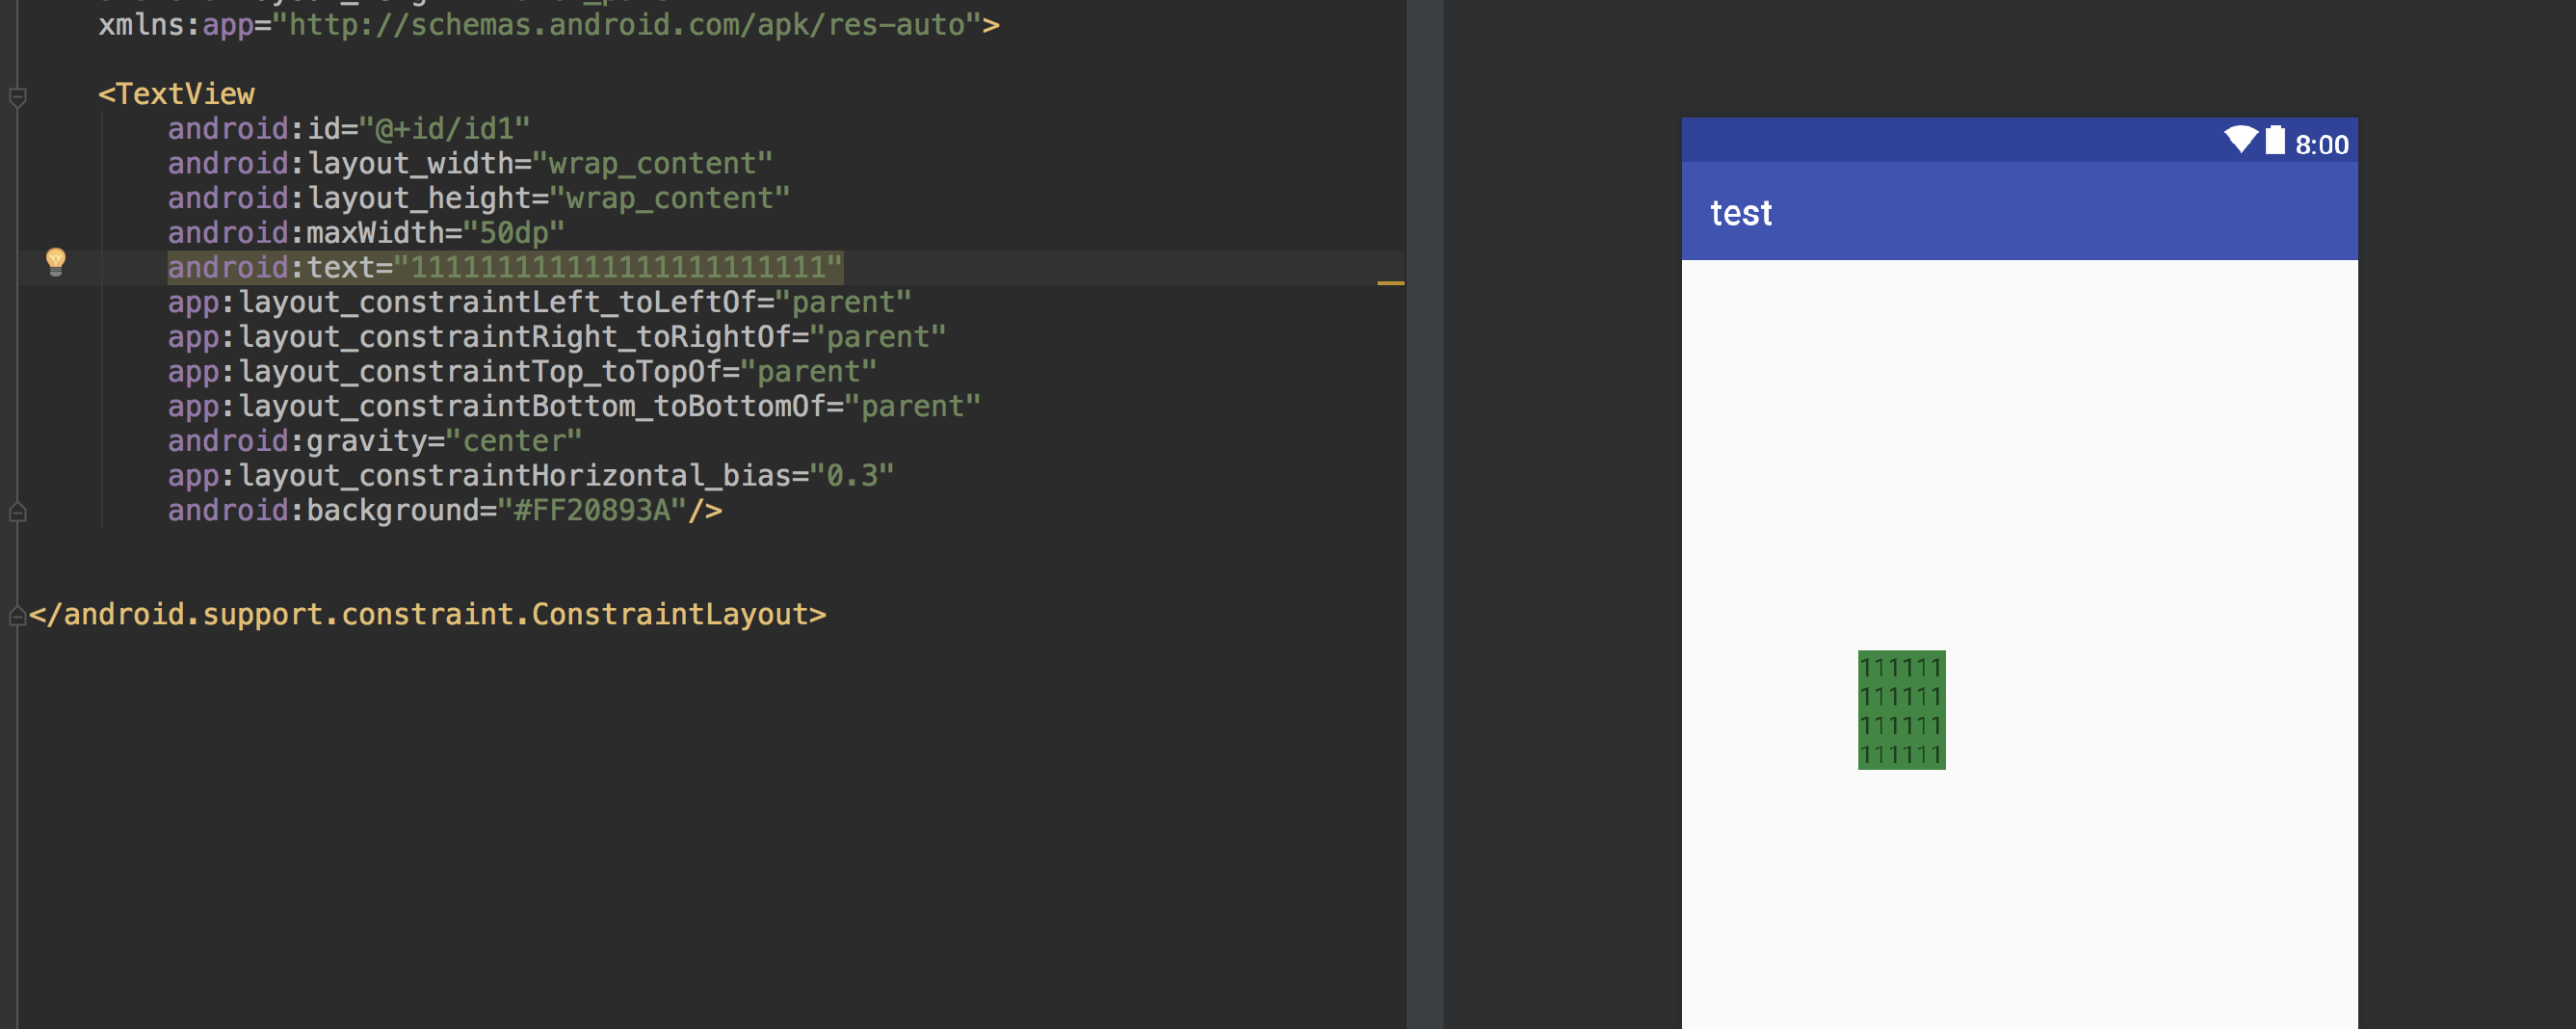 xmlns:app="http://schemas.android.com/apk/res-auto">
<TextView
android:id="@+id/id1"
android:layout_width="wrap_content"
android:layout_height="wrap_content"
android:maxWidth="50dp"
android:text="111111111111111111111111"
app:layout_constraintLeft_toLeftOf="parent"
app:layout_constraintRight_toRightOf="parent"
app:layout_constraintTop_toTopOf="parent"
app:layout_constraintBottom_toBottomOf="parent"
android:gravity="center"
app:layout_constraintHorizontal_bias="0.3"
android:background="#FF20893A"/>
</android.support.constraint.ConstraintLayout>
8:00
test
111111
111111
111111
111111